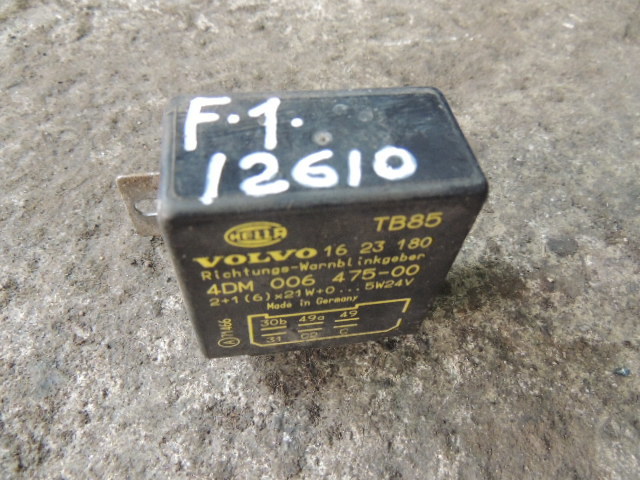 F.1.
12610
HELLA
TB85
VOLVO 16 23 180
Richtungs-Warnblinkgeber
4DM 006 475-00
2+1(6)×21W+0...5W24V
Made in Germany
30b 49a 49
31